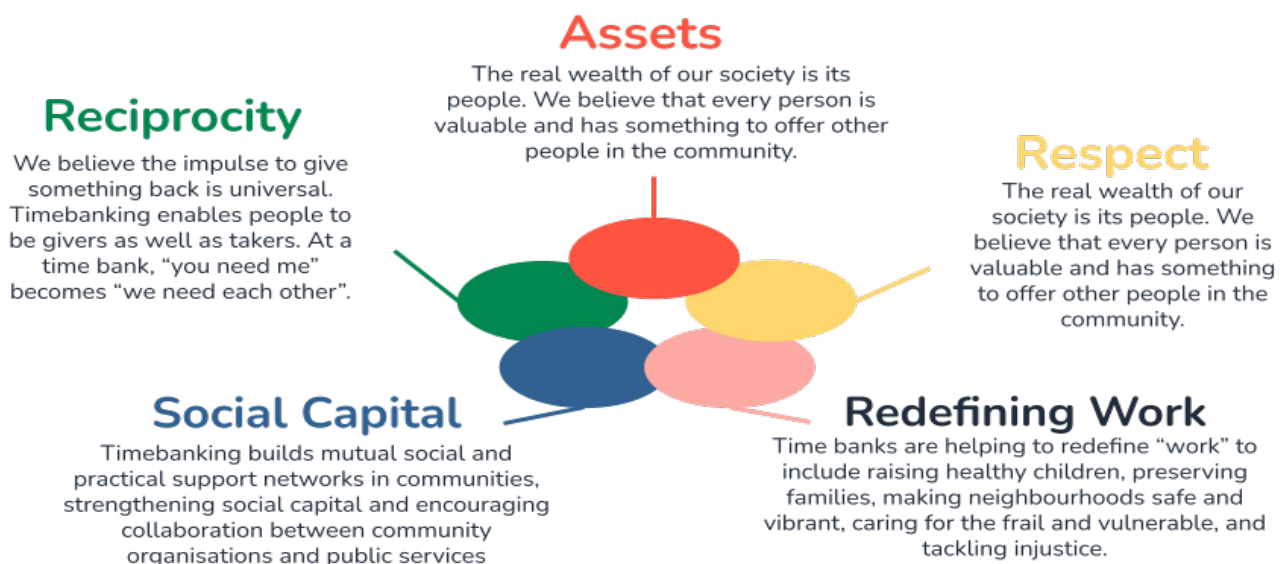 Assets
The real wealth of our society is its
people. We believe that every person is
valuable and has something to offer other
people in the community.
Reciprocity
We believe the impulse to give
something back is universal.
Timebanking enables people to
be givers as well as takers. At a
time bank, “you need me”
becomes “we need each other”.
Respect
The real wealth of our
society is its people. We
believe that every person is
valuable and has something
to offer other people in the
community.
Social Capital
Timebanking builds mutual social and
practical support networks in communities,
strengthening social capital and encouraging
collaboration between community
organisations and public services
Redefining Work
Time banks are helping to redefine “work” to
include raising healthy children, preserving
families, making neighbourhoods safe and
vibrant, caring for the frail and vulnerable, and
tackling injustice.